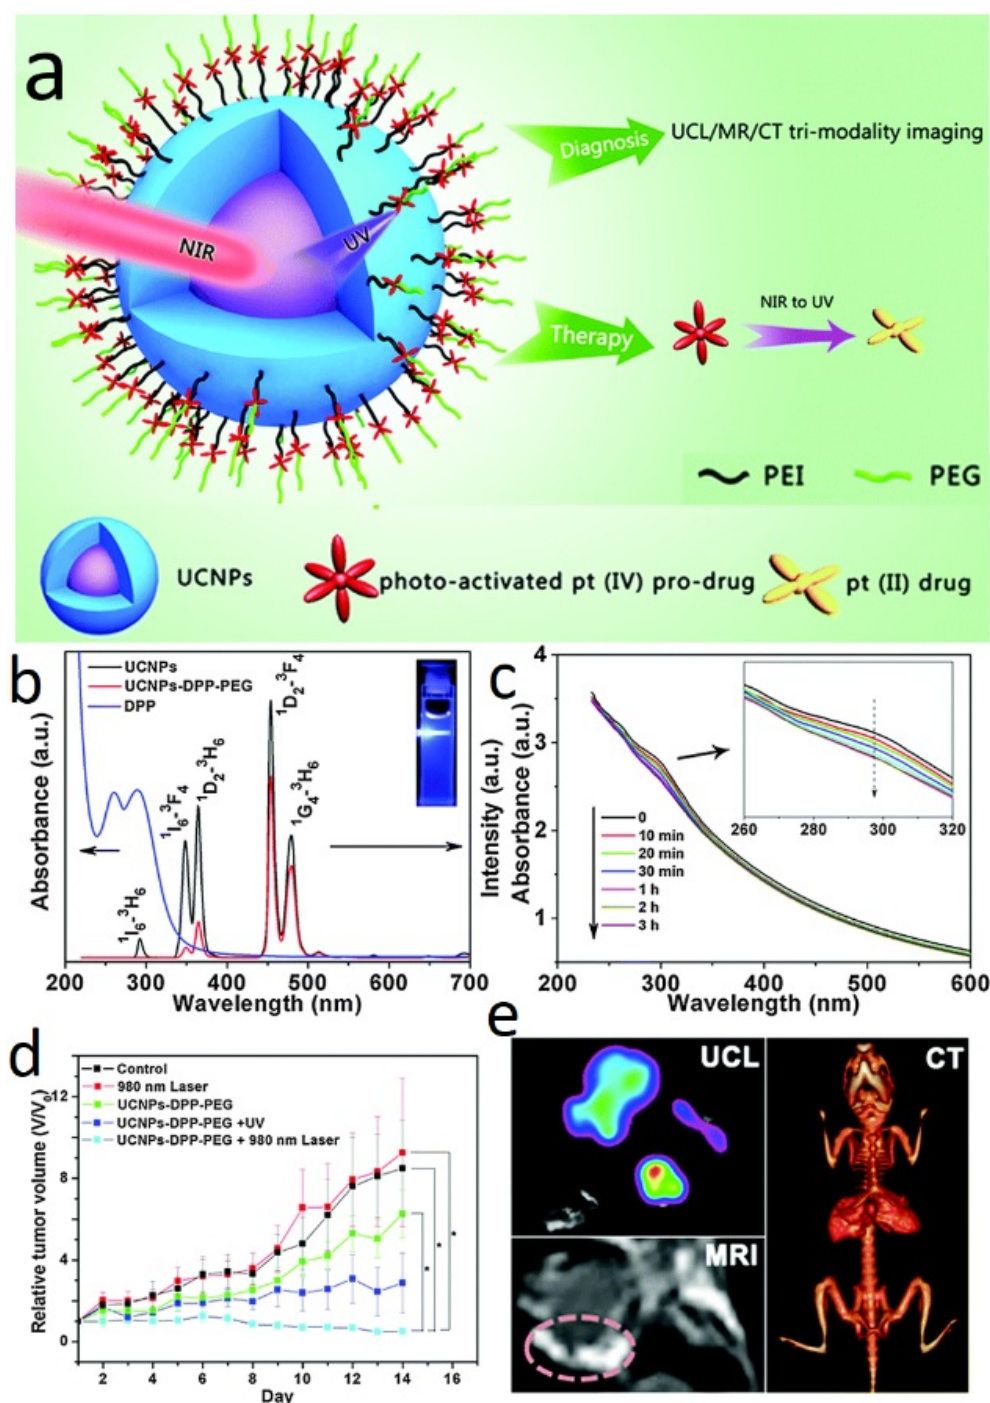 a
Diagnosis
UCL/MR/CT tri-modality imaging
NIR
UV
Therapy
NIR to UV
PEI
PEG
UCNPs
photo-activated pt (IV) pro-drug
pt (II) drug
b
UCNPs
UCNPs-DPP-PEG
DPP
¹I₆-³H₆
¹I₆-³F₄
¹D₂-³H₆
¹D₂-³F₄
¹G₄-³H₆
Absorbance (a.u.)
Intensity (a.u.)
200 300 400 500 600 700
Wavelength (nm)
c
Absorbance (a.u.)
4
3
2
1
0
10 min
20 min
30 min
1 h
2 h
3 h
260 280 300 320
200 300 400 500 600
Wavelength (nm)
d
Control
980 nm Laser
UCNPs-DPP-PEG
UCNPs-DPP-PEG +UV
UCNPs-DPP-PEG + 980 nm Laser
Relative tumor volume (V/V₀)
12
8
4
0
* * *
2 4 6 8 10 12 14 16
Day
e
UCL
CT
MRI